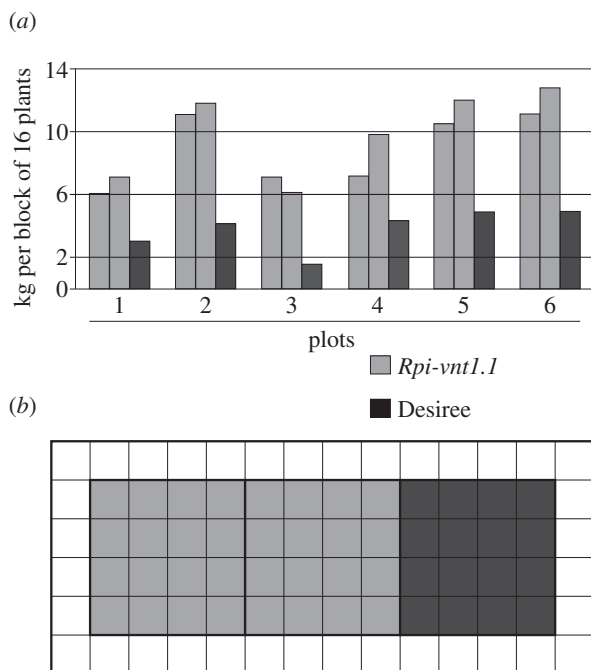 (a)
kg per block of 16 plants
14
10
6
2
0
1 2 3 4 5 6
plots
Rpi-vnt1.1
Desiree
(b)